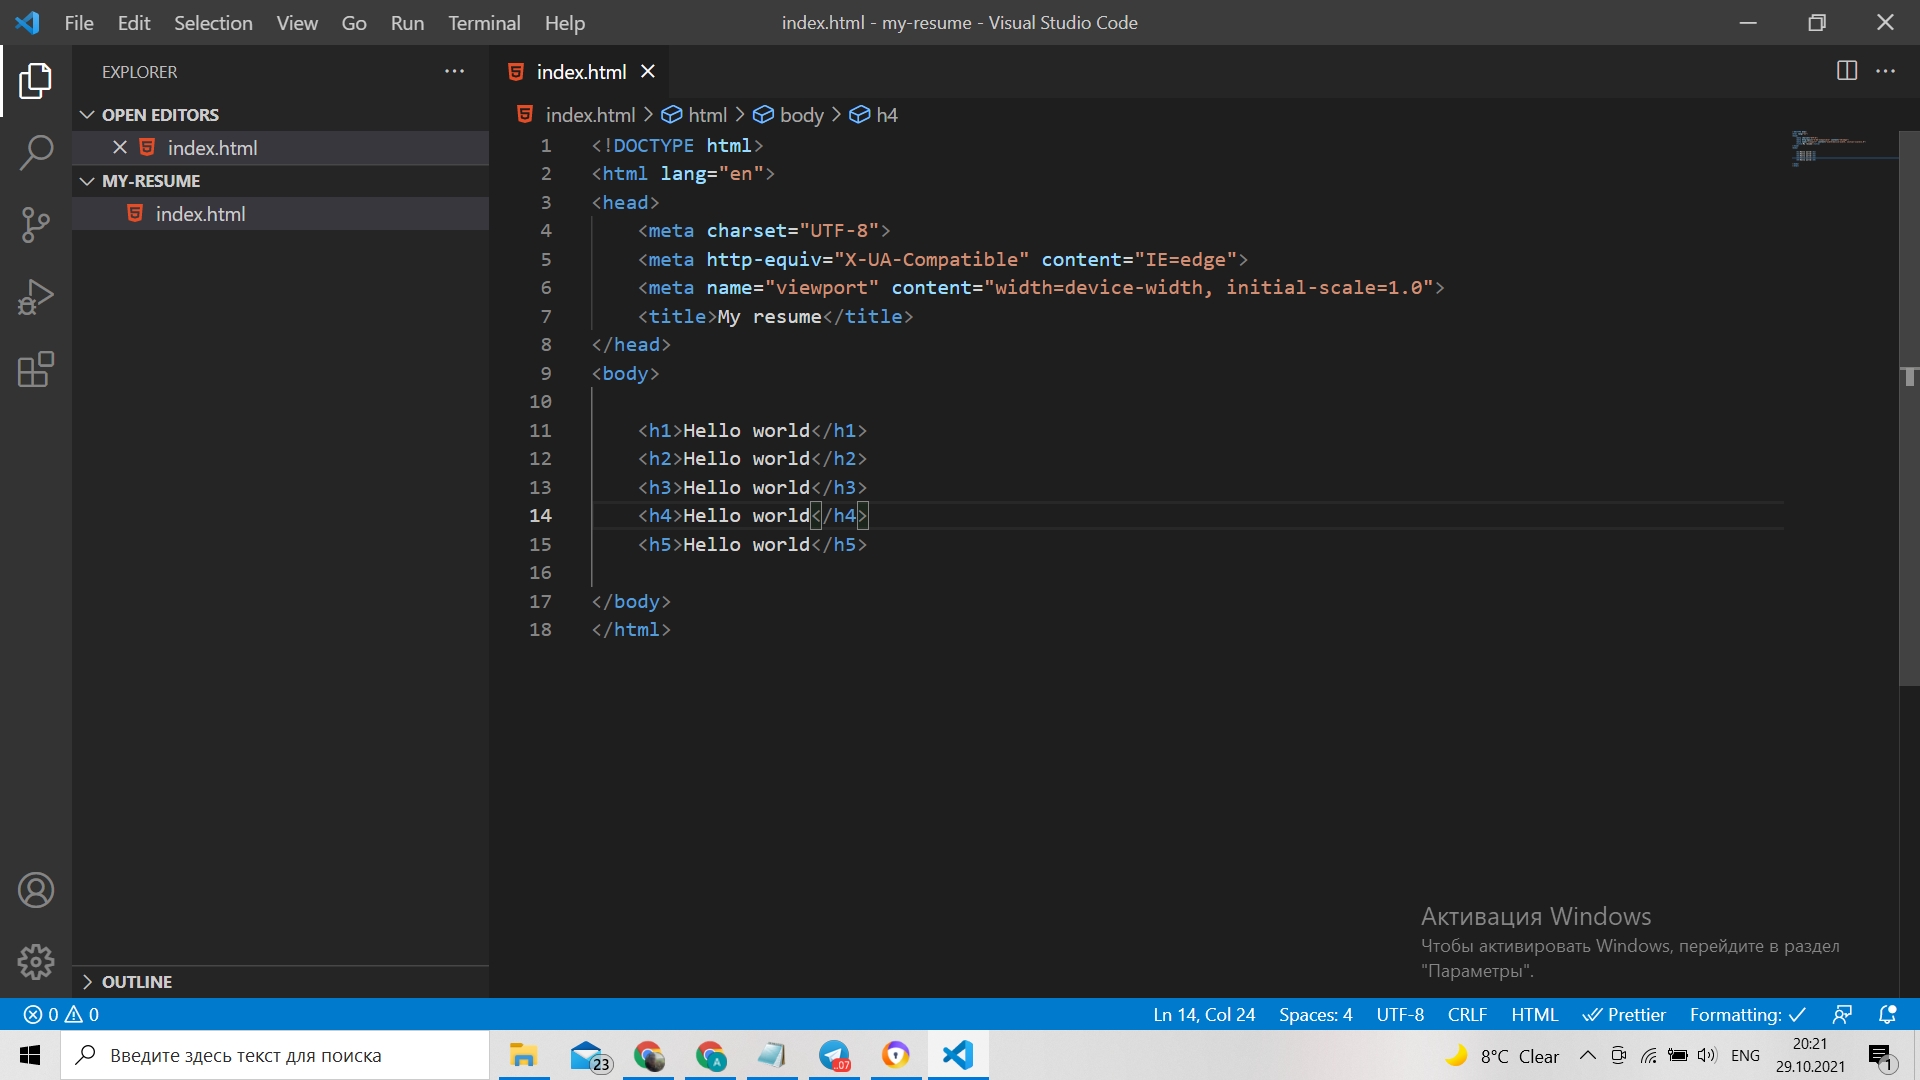 File Edit Selection View Go Run Terminal Help
index.html - my-resume - Visual Studio Code
EXPLORER
OPEN EDITORS
index.html
MY-RESUME
index.html
OUTLINE
index.html
index.html > html > body > h4
1 <!DOCTYPE html>
2 <html lang="en">
3 <head>
4 <meta charset="UTF-8">
5 <meta http-equiv="X-UA-Compatible" content="IE=edge">
6 <meta name="viewport" content="width=device-width, initial-scale=1.0">
7 <title>My resume</title>
8 </head>
9 <body>
10
11 <h1>Hello world</h1>
12 <h2>Hello world</h2>
13 <h3>Hello world</h3>
14 <h4>Hello world</h4>
15 <h5>Hello world</h5>
16
17 </body>
18 </html>
Активация Windows
Чтобы активировать Windows, перейдите в раздел
"Параметры".
0 0 Ln 14, Col 24 Spaces: 4 UTF-8 CRLF HTML Prettier Formatting:
Введите здесь текст для поиска
23
A
..07
8°C Clear
ENG
20:21
29.10.2021
1